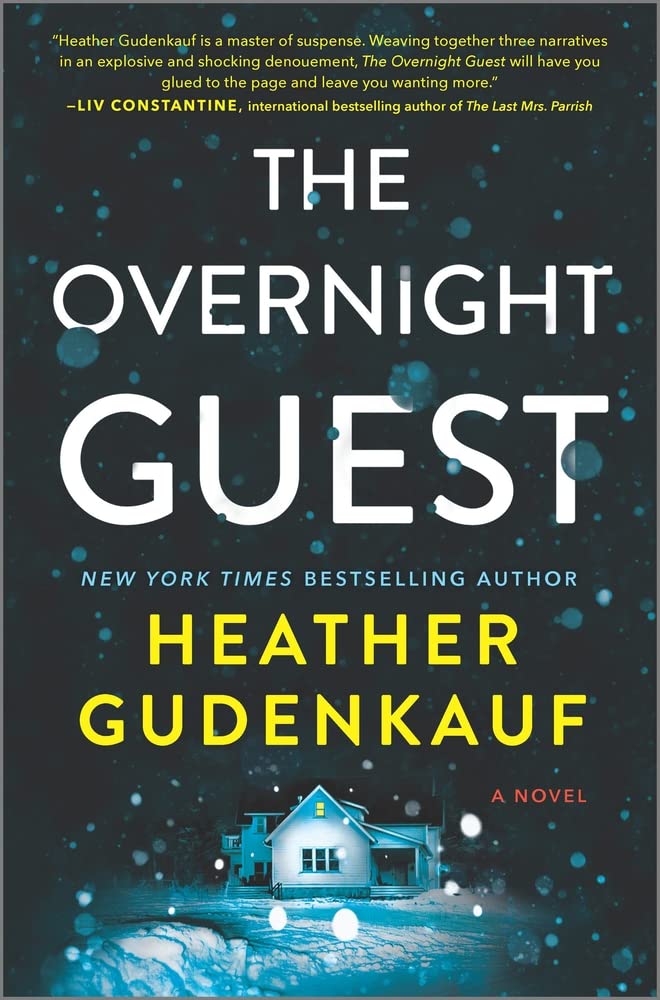 “Heather Gudenkauf is a master of suspense. Weaving together three narratives
in an explosive and shocking denouement, The Overnight Guest will have you
glued to the page and leave you wanting more.”
—LIV CONSTANTINE, international bestselling author of The Last Mrs. Parrish
THE
OVERNIGHT
GUEST
NEW YORK TIMES BESTSELLING AUTHOR
HEATHER
GUDENKAUF
A NOVEL